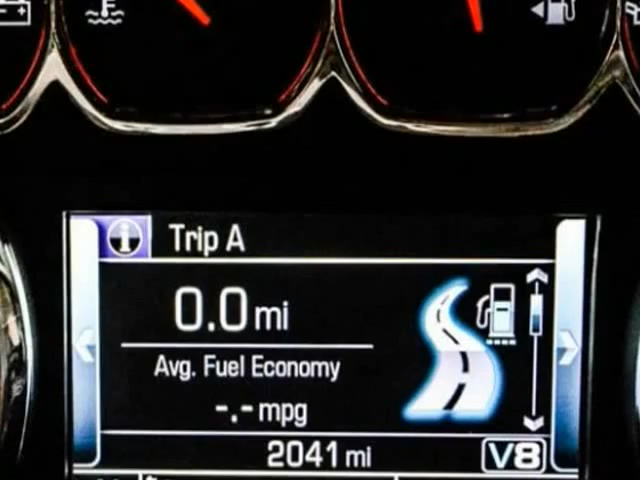 Trip A
0.0 mi
Avg. Fuel Economy
-.- mpg
2041 mi
V8